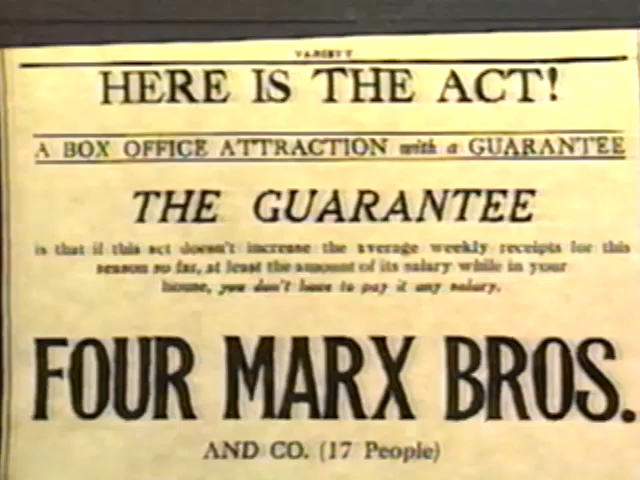 VARIETY
HERE IS THE ACT!
A BOX OFFICE ATTRACTION with a GUARANTEE
THE GUARANTEE
is that if this act doesn't increase the average weekly receipts for this
season so far, at least the amount of its salary while in your
house, you don't have to pay it any salary.
FOUR MARX BROS.
AND CO. (17 People)